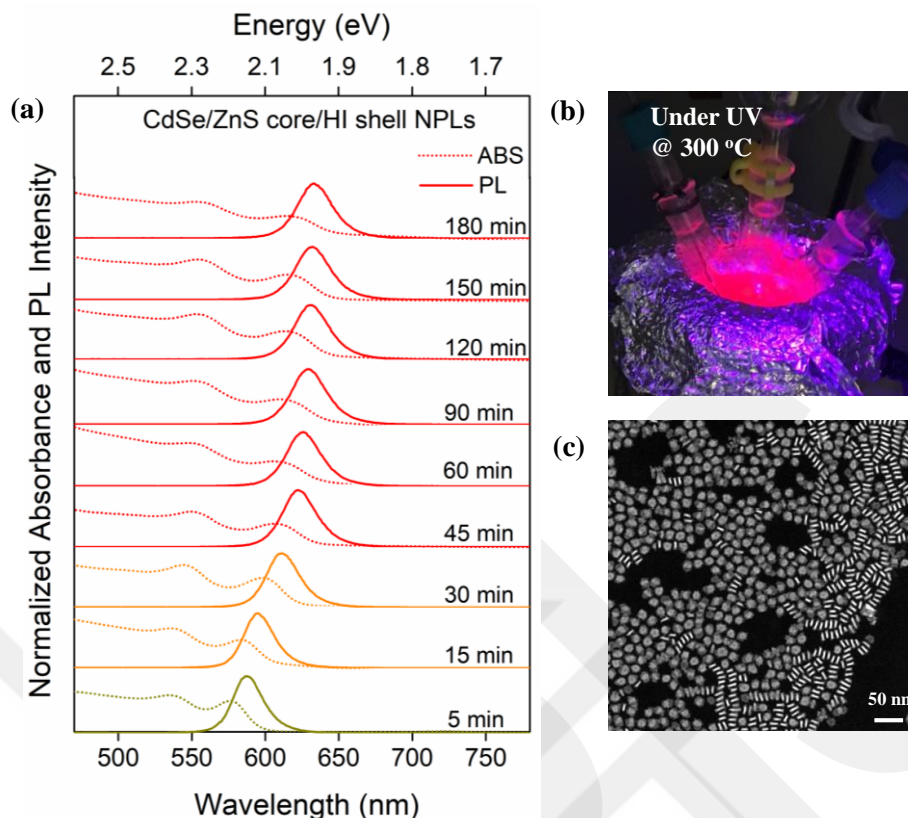 Energy (eV)
2.5 2.3 2.1 1.9 1.8 1.7
(a)
CdSe/ZnS core/HI shell NPLs
ABS
PL
180 min
150 min
120 min
90 min
60 min
45 min
30 min
15 min
5 min
500 550 600 650 700 750
Wavelength (nm)
Normalized Absorbance and PL Intensity
(b)
Under UV
@ 300 °C
(c)
50 nm